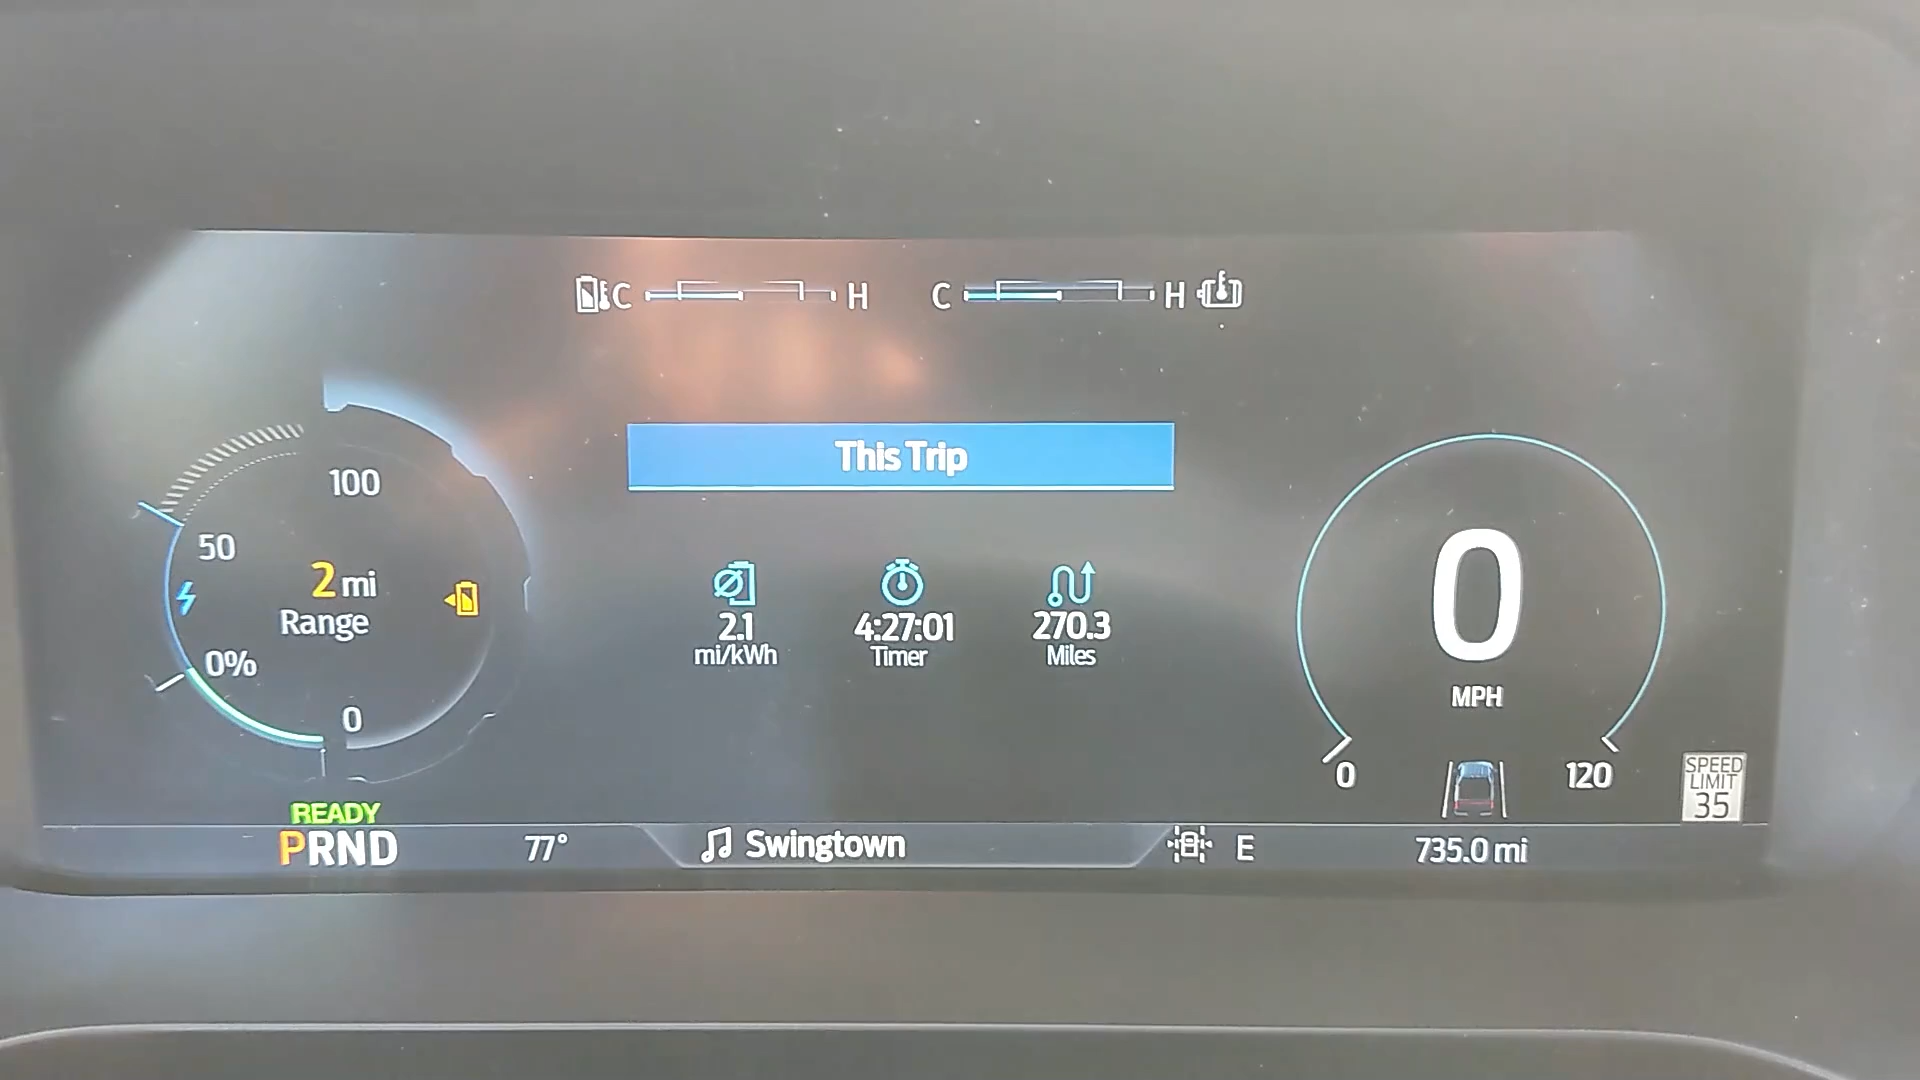 C H C H
This Trip
100
50
2 mi
Range
0%
0
2.1
mi/kWh
4:27:01
Timer
270.3
Miles
0
MPH
0 120
SPEED
LIMIT
35
READY
PRND 77° Swingtown E 735.0 mi